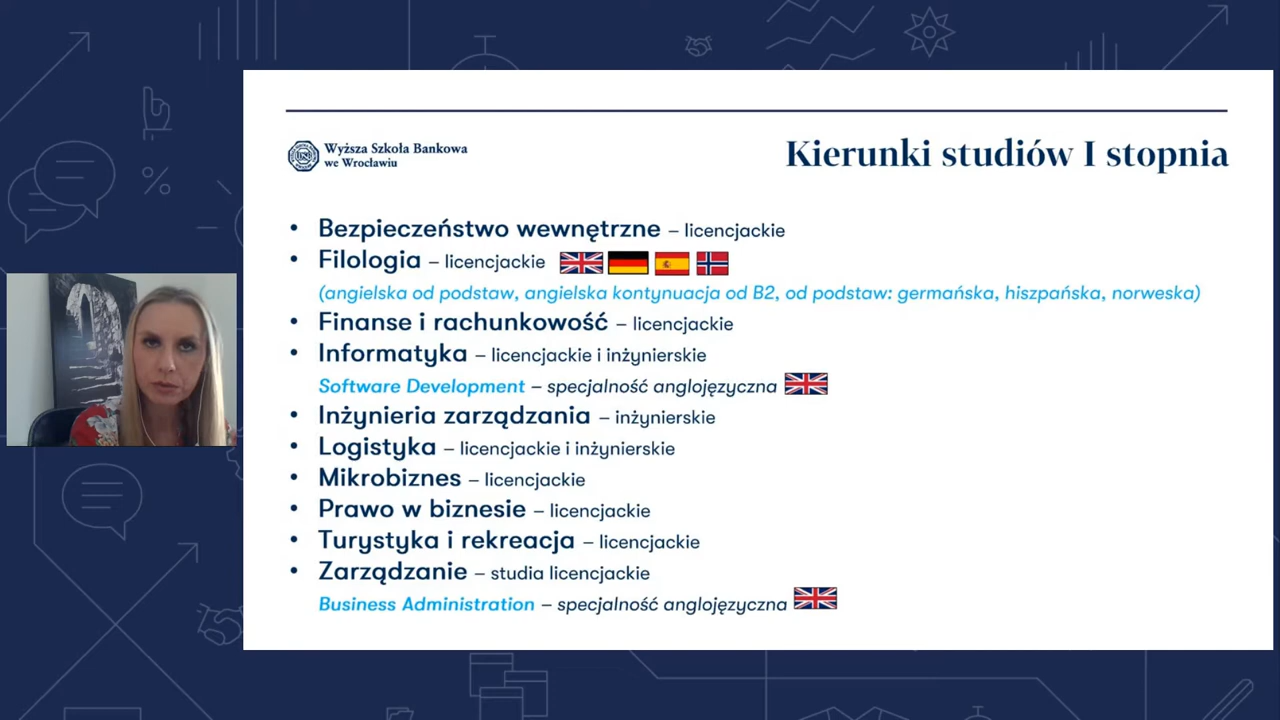 Wyższa Szkoła Bankowa
we Wrocławiu
Kierunki studiów I stopnia
• Bezpieczeństwo wewnętrzne – licencjackie
• Filologia – licencjackie
(angielska od podstaw, angielska kontynuacja od B2, od podstaw: germańska, hiszpańska, norweska)
• Finanse i rachunkowość – licencjackie
• Informatyka – licencjackie i inżynierskie
Software Development – specjalność anglojęzyczna
• Inżynieria zarządzania – inżynierskie
• Logistyka – licencjackie i inżynierskie
• Mikrobiznes – licencjackie
• Prawo w biznesie – licencjackie
• Turystyka i rekreacja – licencjackie
• Zarządzanie – studia licencjackie
Business Administration – specjalność anglojęzyczna